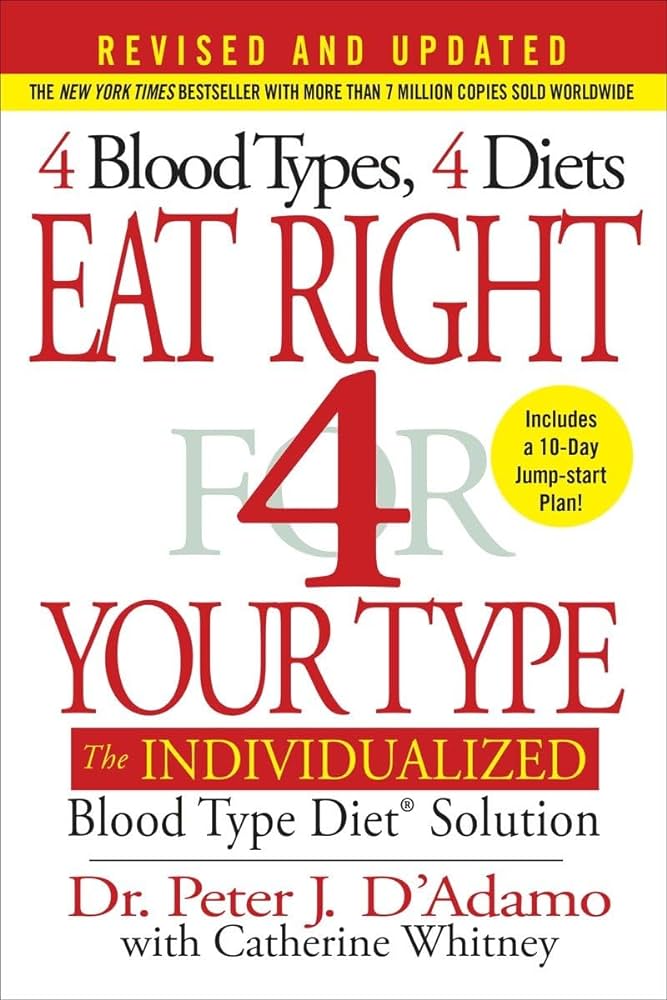 REVISED AND UPDATED
THE NEW YORK TIMES BESTSELLER WITH MORE THAN 7 MILLION COPIES SOLD WORLDWIDE
4 Blood Types, 4 Diets
EAT RIGHT
FOR
4
Includes
a 10-Day
Jump-start
Plan!
YOUR TYPE
The INDIVIDUALIZED
Blood Type Diet® Solution
Dr. Peter J. D'Adamo
with Catherine Whitney